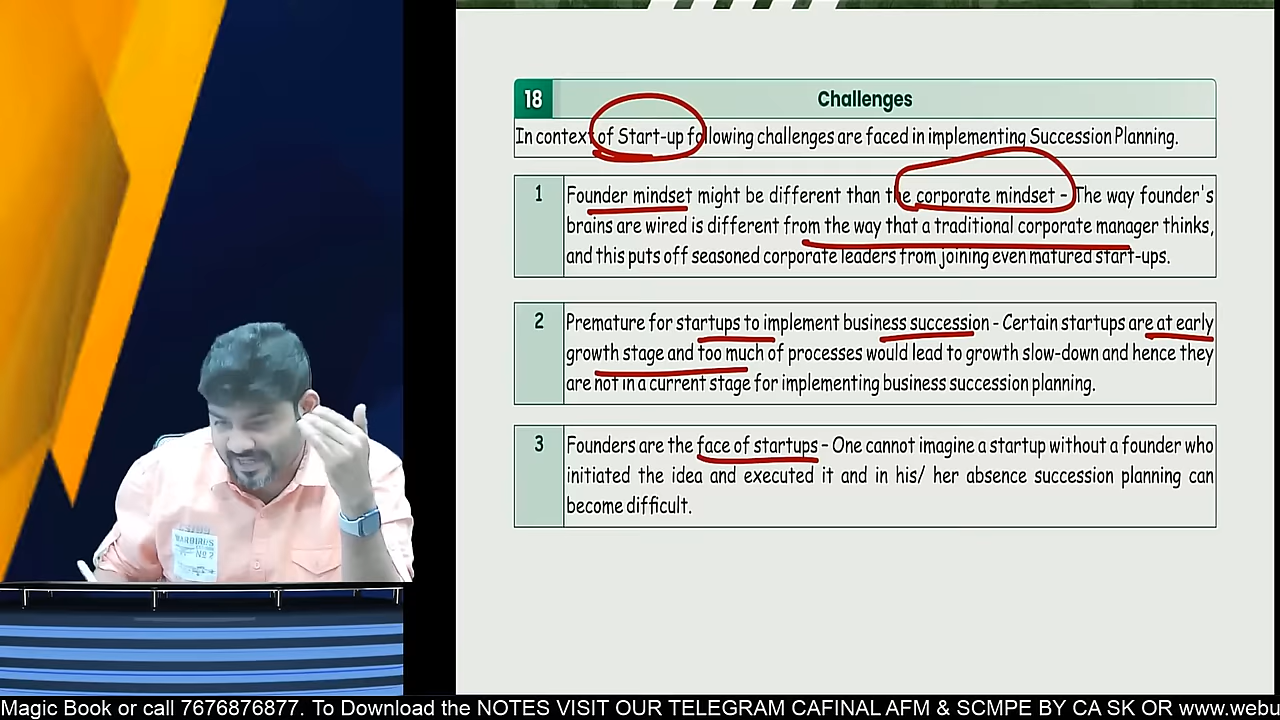 18 Challenges
In context of Start-up following challenges are faced in implementing Succession Planning.
1 Founder mindset might be different than the corporate mindset – The way founder's
brains are wired is different from the way that a traditional corporate manager thinks,
and this puts off seasoned corporate leaders from joining even matured start-ups.
2 Premature for startups to implement business succession - Certain startups are at early
growth stage and too much of processes would lead to growth slow-down and hence they
are not in a current stage for implementing business succession planning.
3 Founders are the face of startups – One cannot imagine a startup without a founder who
initiated the idea and executed it and in his/ her absence succession planning can
become difficult.
WARBIRDS
Nº 2
Magic Book or call 7676876877. To Download the NOTES VISIT OUR TELEGRAM CAFINAL AFM & SCMPE BY CA SK OR www.webu